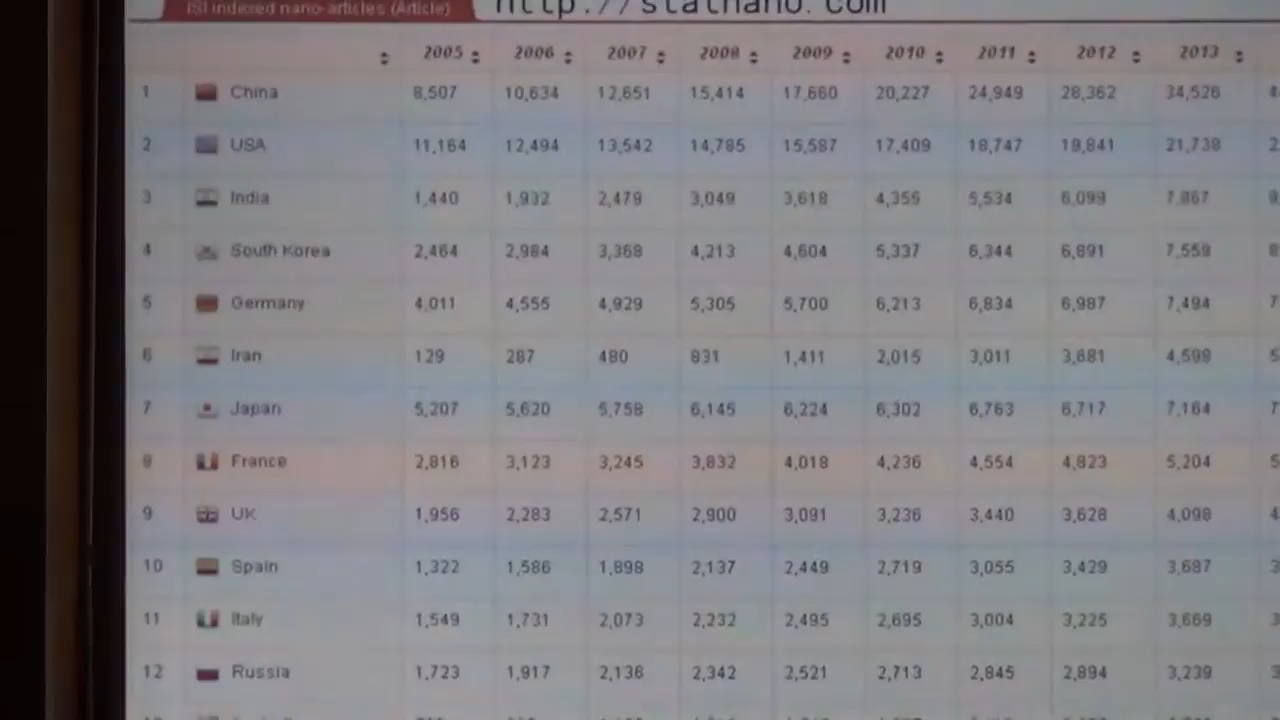 ISI indexed nano-articles (Article) http://statnano.com
2005 2006 2007 2008 2009 2010 2011 2012 2013
1 China 8,507 10,634 12,651 15,414 17,660 20,227 24,949 28,362 34,526
2 USA 11,164 12,494 13,542 14,785 15,587 17,409 18,747 19,841 21,738
3 India 1,440 1,932 2,479 3,049 3,618 4,355 5,534 6,099 7,867
4 South Korea 2,464 2,984 3,368 4,213 4,604 5,337 6,344 6,891 7,559
5 Germany 4,011 4,555 4,929 5,305 5,700 6,213 6,834 6,987 7,494
6 Iran 129 287 480 831 1,411 2,015 3,011 3,681 4,599
7 Japan 5,207 5,620 5,758 6,145 6,224 6,302 6,763 6,717 7,164
8 France 2,816 3,123 3,245 3,832 4,018 4,236 4,554 4,823 5,204
9 UK 1,956 2,283 2,571 2,900 3,091 3,236 3,440 3,628 4,098
10 Spain 1,322 1,586 1,898 2,137 2,449 2,719 3,055 3,429 3,687
11 Italy 1,549 1,731 2,073 2,232 2,495 2,695 3,004 3,225 3,669
12 Russia 1,723 1,917 2,136 2,342 2,521 2,713 2,845 2,894 3,239